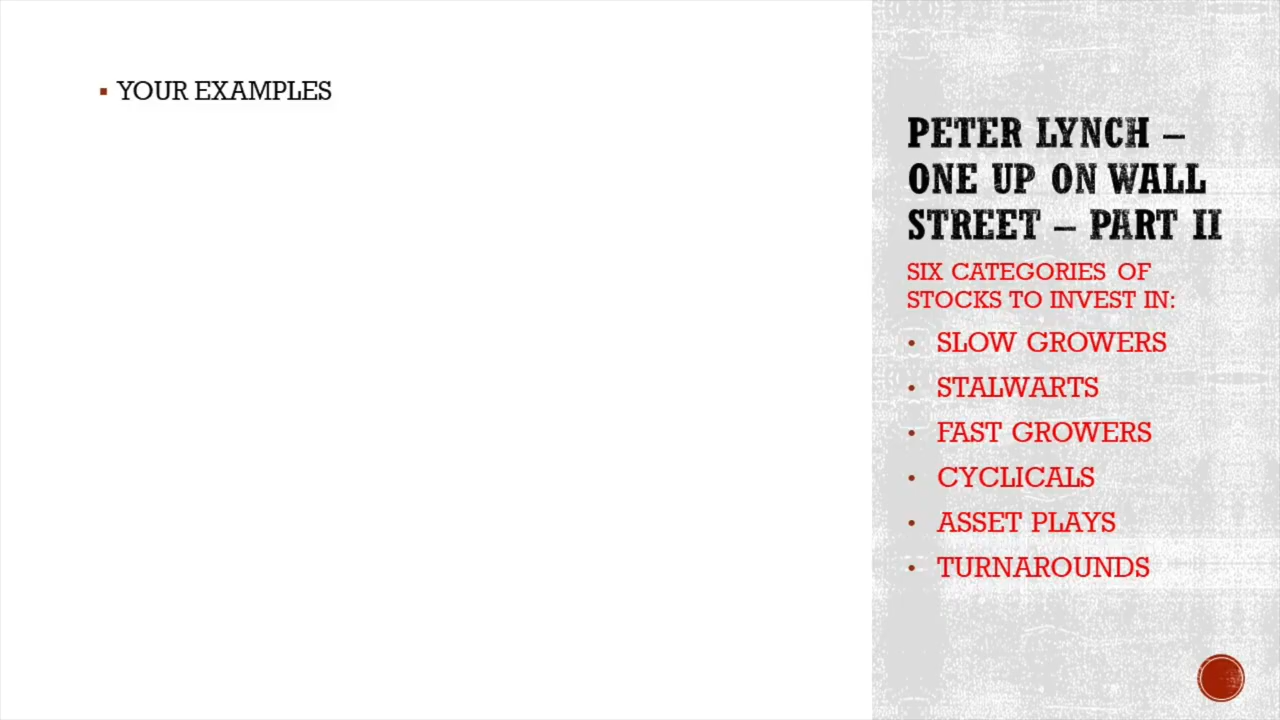 ▪ YOUR EXAMPLES
PETER LYNCH –
ONE UP ON WALL
STREET – PART II
SIX CATEGORIES OF
STOCKS TO INVEST IN:
• SLOW GROWERS
• STALWARTS
• FAST GROWERS
• CYCLICALS
• ASSET PLAYS
• TURNAROUNDS